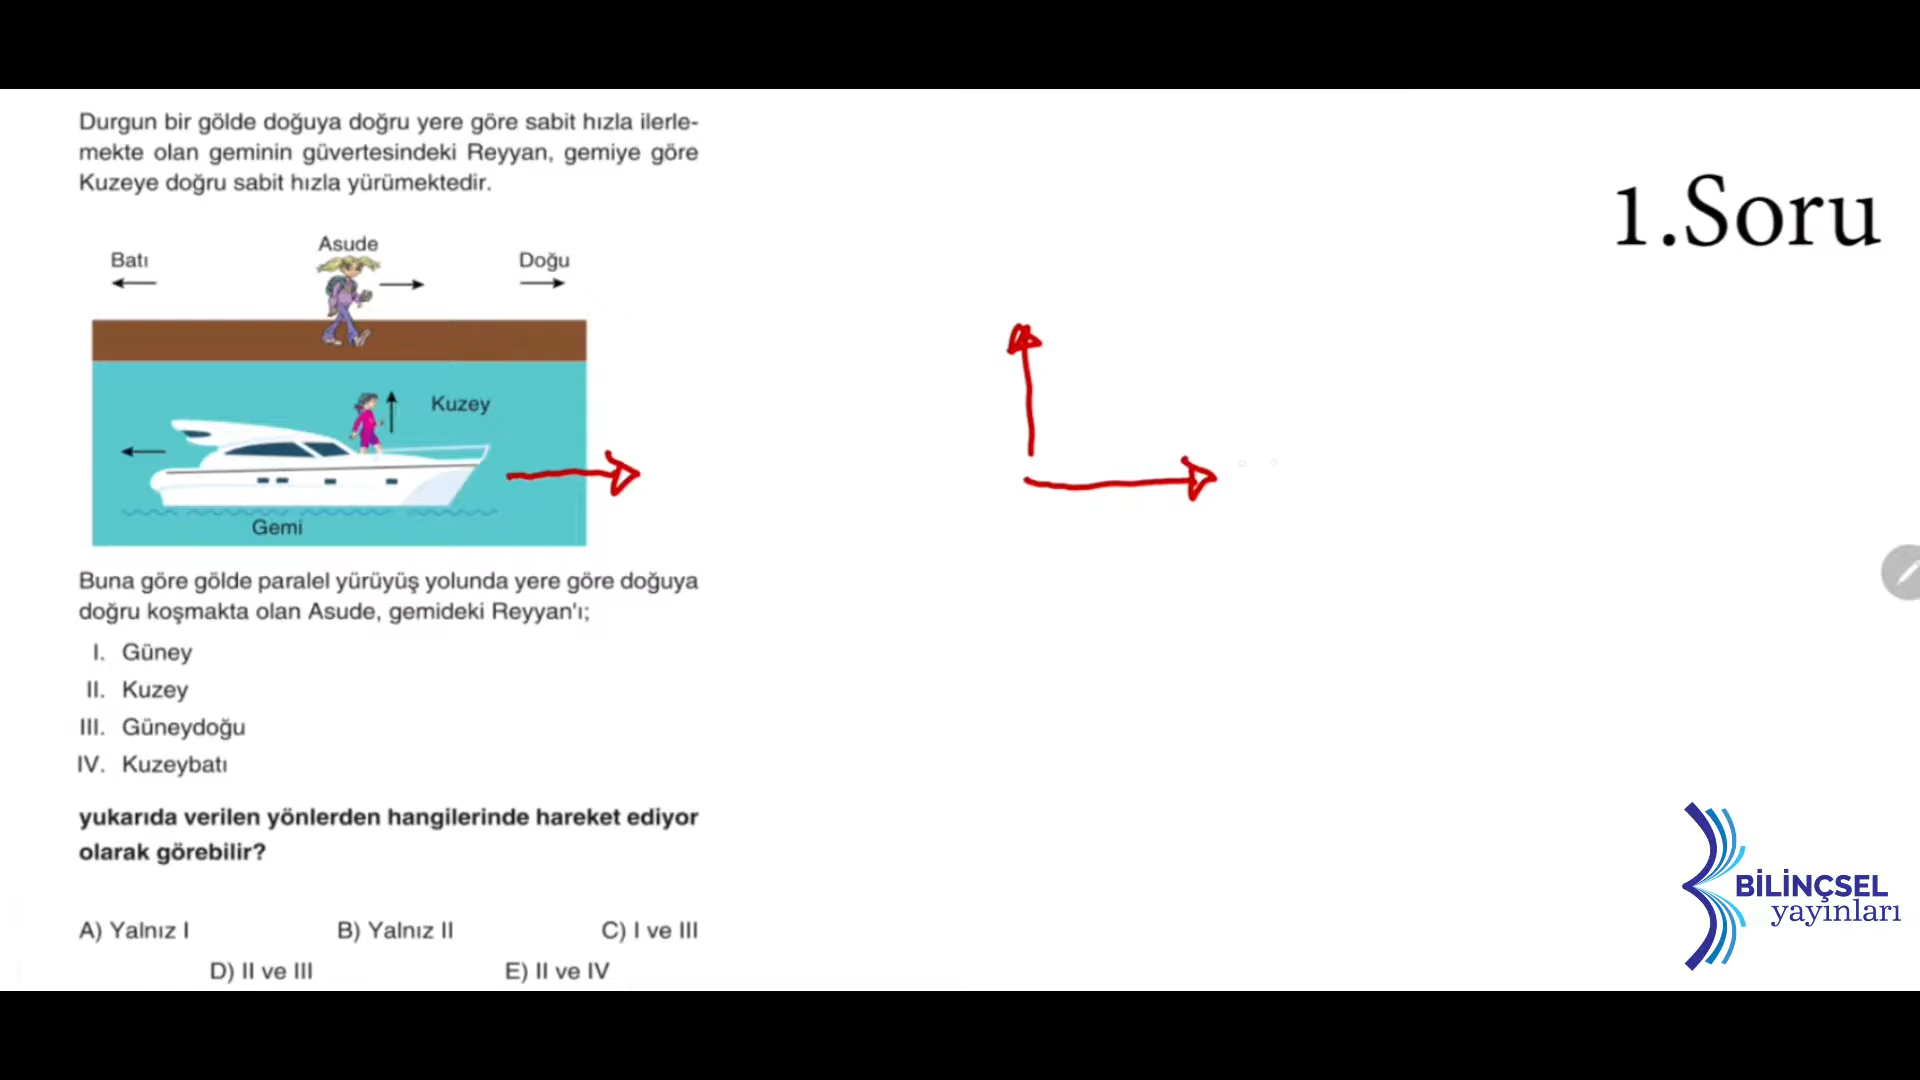 Durgun bir gölde doğuya doğru yere göre sabit hızla ilerle-
mekte olan geminin güvertesindeki Reyyan, gemiye göre
Kuzeye doğru sabit hızla yürümektedir.
1.Soru
Asude
Batı
Doğu
Kuzey
Gemi
Buna göre gölde paralel yürüyüş yolunda yere göre doğuya
doğru koşmakta olan Asude, gemideki Reyyan'ı;
I. Güney
II. Kuzey
III. Güneydoğu
IV. Kuzeybatı
yukarıda verilen yönlerden hangilerinde hareket ediyor
olarak görebilir?
A) Yalnız I B) Yalnız II C) I ve III
D) II ve III E) II ve IV
BİLİNÇSEL
yayınları